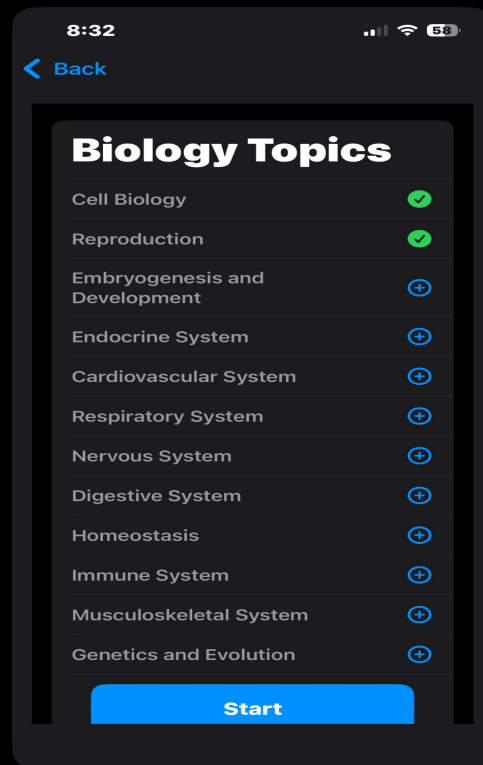 8:32
58
Back
Biology Topics
Cell Biology
Reproduction
Embryogenesis and
Development
Endocrine System
Cardiovascular System
Respiratory System
Nervous System
Digestive System
Homeostasis
Immune System
Musculoskeletal System
Genetics and Evolution
Start